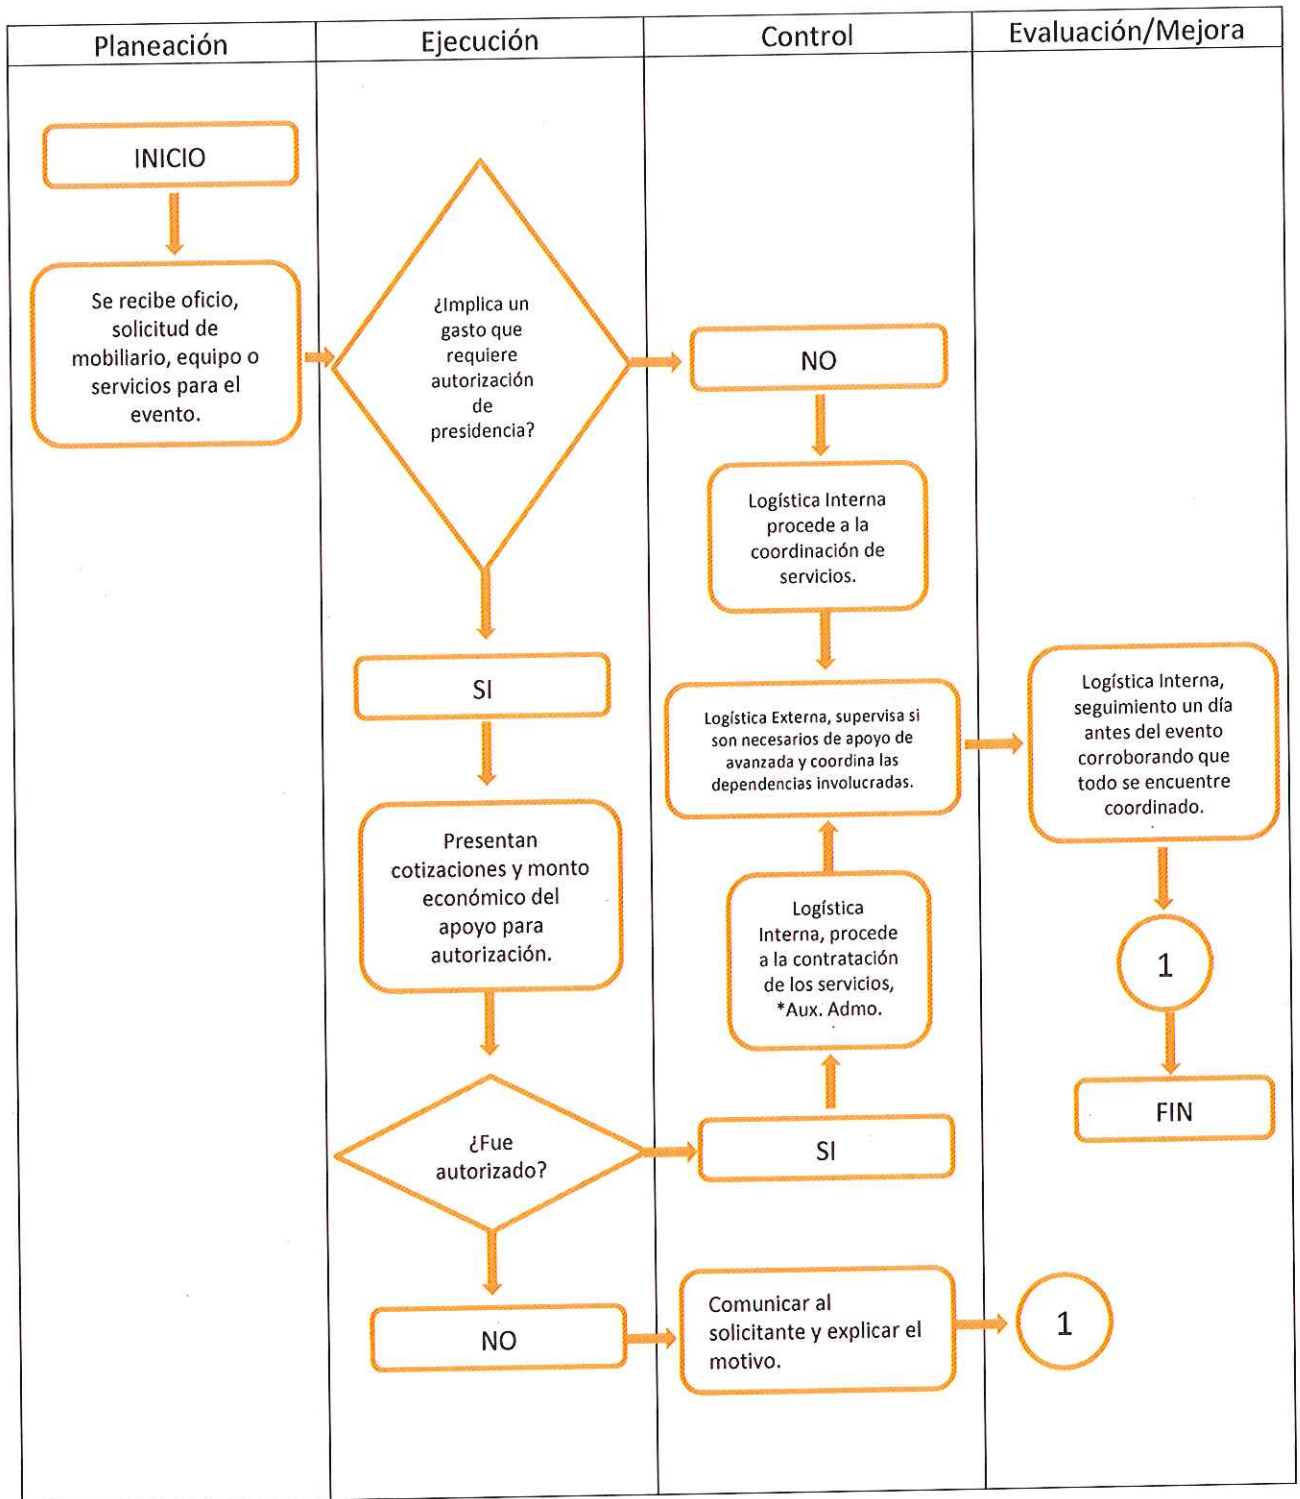 Planeación
Ejecución
Control
Evaluación/Mejora
INICIO
Se recibe oficio,
solicitud de
mobiliario, equipo o
servicios para el
evento.
¿Implica un
gasto que
requiere
autorización
de
presidencia?
NO
Logística Interna
procede a la
coordinación de
servicios.
SI
Logística Externa, supervisa si
son necesarios de apoyo de
avanzada y coordina las
dependencias involucradas.
Logística Interna,
seguimiento un día
antes del evento
corroborando que
todo se encuentre
coordinado.
Presentan
cotizaciones y monto
económico del
apoyo para
autorización.
Logística
Interna, procede
a la contratación
de los servicios,
*Aux. Admo.
1
¿Fue
autorizado?
SI
FIN
NO
Comunicar al
solicitante y explicar el
motivo.
1